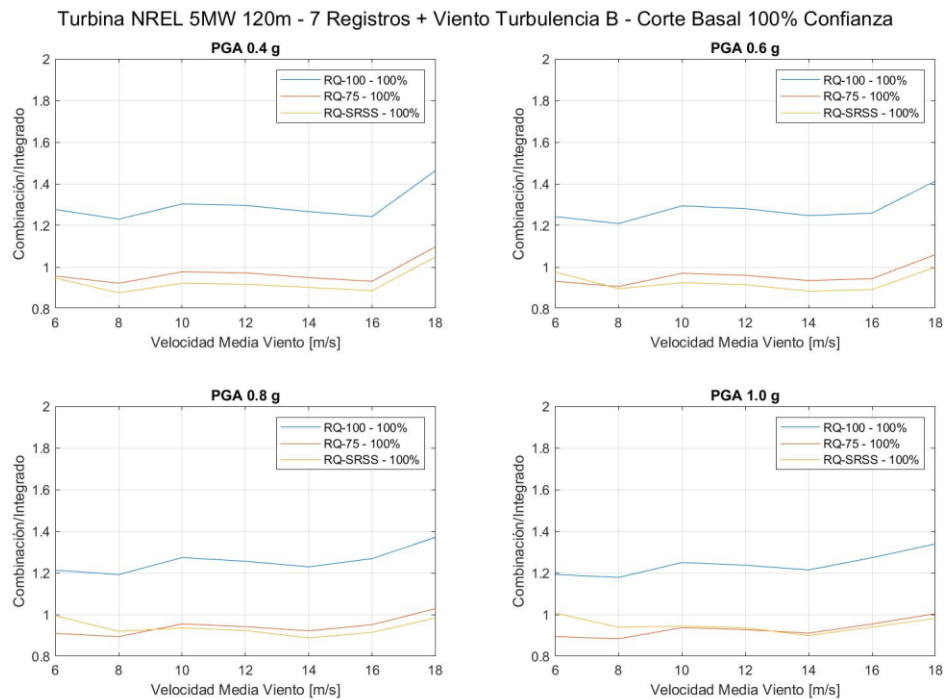 Turbina NREL 5MW 120m - 7 Registros + Viento Turbulencia B - Corte Basal 100% Confianza
PGA 0.4 g
2
1.8
1.6
1.4
1.2
1
0.8
Combinación/Integrado
RQ-100 - 100%
RQ-75 - 100%
RQ-SRSS - 100%
6 8 10 12 14 16 18
Velocidad Media Viento [m/s]
PGA 0.6 g
2
1.8
1.6
1.4
1.2
1
0.8
Combinación/Integrado
RQ-100 - 100%
RQ-75 - 100%
RQ-SRSS - 100%
6 8 10 12 14 16 18
Velocidad Media Viento [m/s]
PGA 0.8 g
2
1.8
1.6
1.4
1.2
1
0.8
Combinación/Integrado
RQ-100 - 100%
RQ-75 - 100%
RQ-SRSS - 100%
6 8 10 12 14 16 18
Velocidad Media Viento [m/s]
PGA 1.0 g
2
1.8
1.6
1.4
1.2
1
0.8
Combinación/Integrado
RQ-100 - 100%
RQ-75 - 100%
RQ-SRSS - 100%
6 8 10 12 14 16 18
Velocidad Media Viento [m/s]